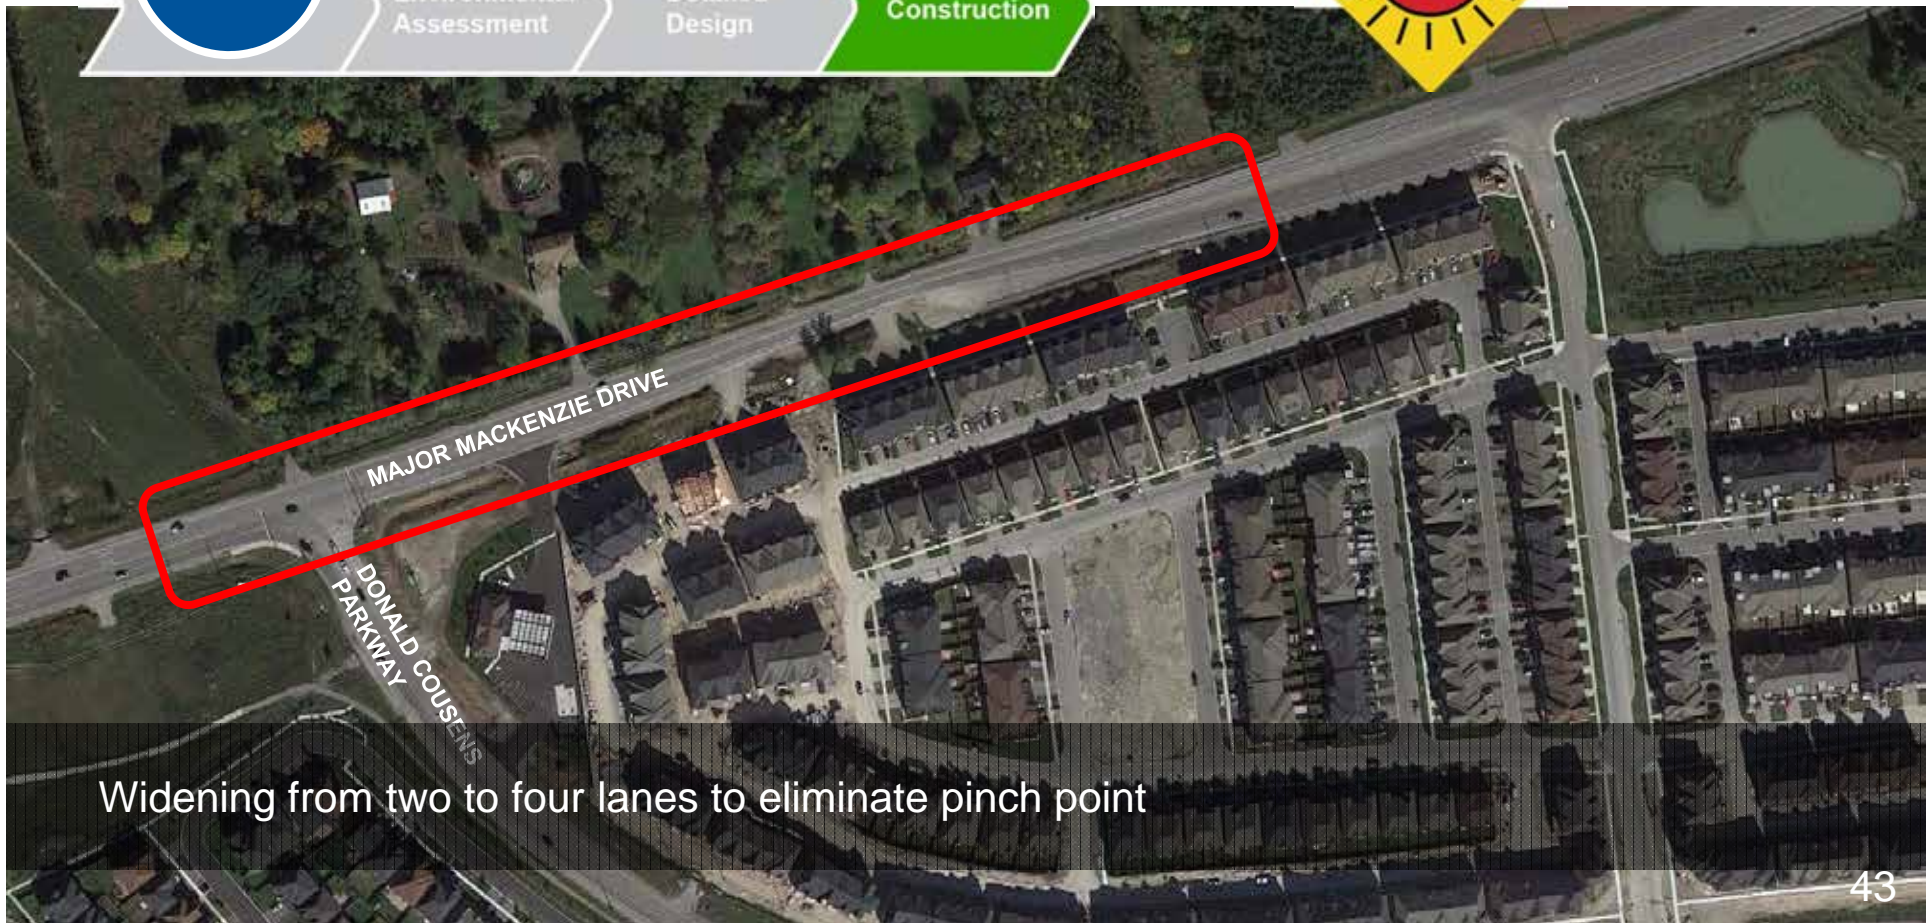 Assessment
Detailed
Design
Construction
MAJOR MACKENZIE DRIVE
DONALD COUSENS
PARKWAY
Widening from two to four lanes to eliminate pinch point
43